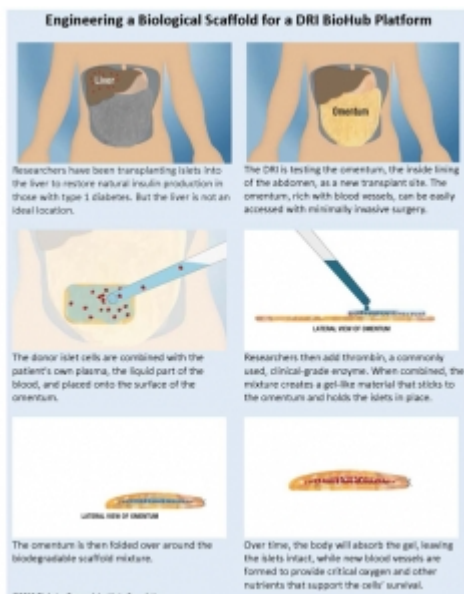 Engineering a Biological Scaffold for a DRI BioHub Platform
Liver
Researchers have been transplanting islets into
the liver to restore natural insulin production in
those with type 1 diabetes. But the liver is not an
ideal location.
Omentum
The DRI is testing the omentum, the inside lining
of the abdomen, as a new transplant site. The
omentum, rich with blood vessels, can be easily
accessed with minimally invasive surgery.
The donor islet cells are combined with the
patient's own plasma, the liquid part of the
blood, and placed onto the surface of the
omentum.
LATERAL VIEW OF OMENTUM
Researchers then add thrombin, a commonly
used, clinical-grade enzyme. When combined, the
mixture creates a gel-like material that sticks to
the omentum and holds the islets in place.
LATERAL VIEW OF OMENTUM
The omentum is then folded over around the
biodegradable scaffold mixture.
Over time, the body will absorb the gel, leaving
the islets intact, while new blood vessels are
formed to provide critical oxygen and other
nutrients that support the cells' survival.